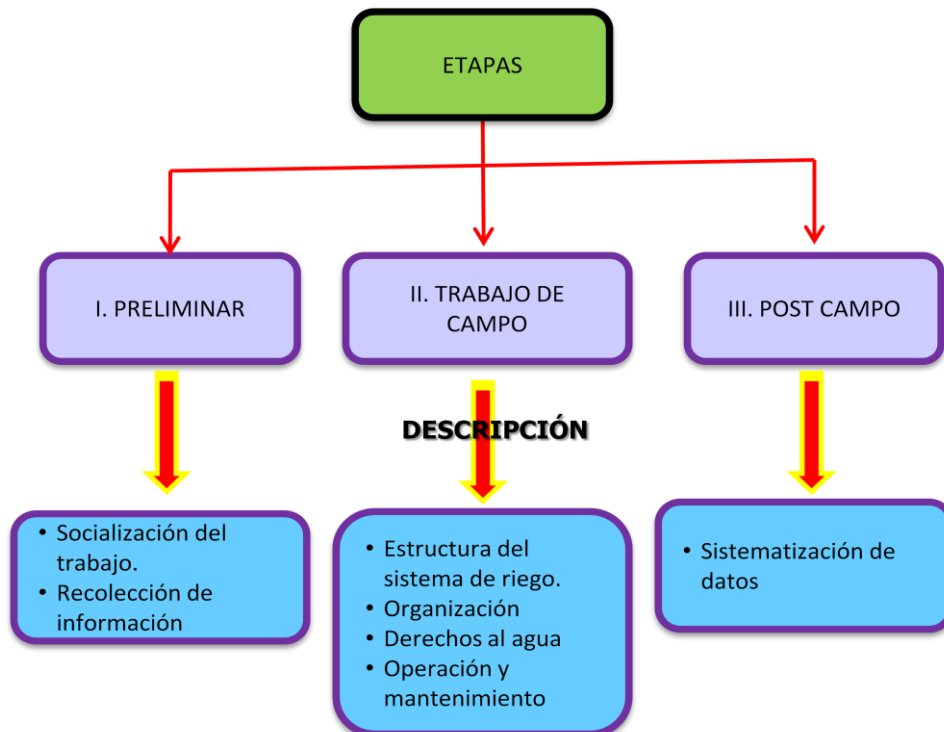 ETAPAS
I. PRELIMINAR
II. TRABAJO DE
CAMPO
III. POST CAMPO
DESCRIPCIÓN
• Socialización del
trabajo.
• Recolección de
información
• Estructura del
sistema de riego.
• Organización
• Derechos al agua
• Operación y
mantenimiento
• Sistematización de
datos